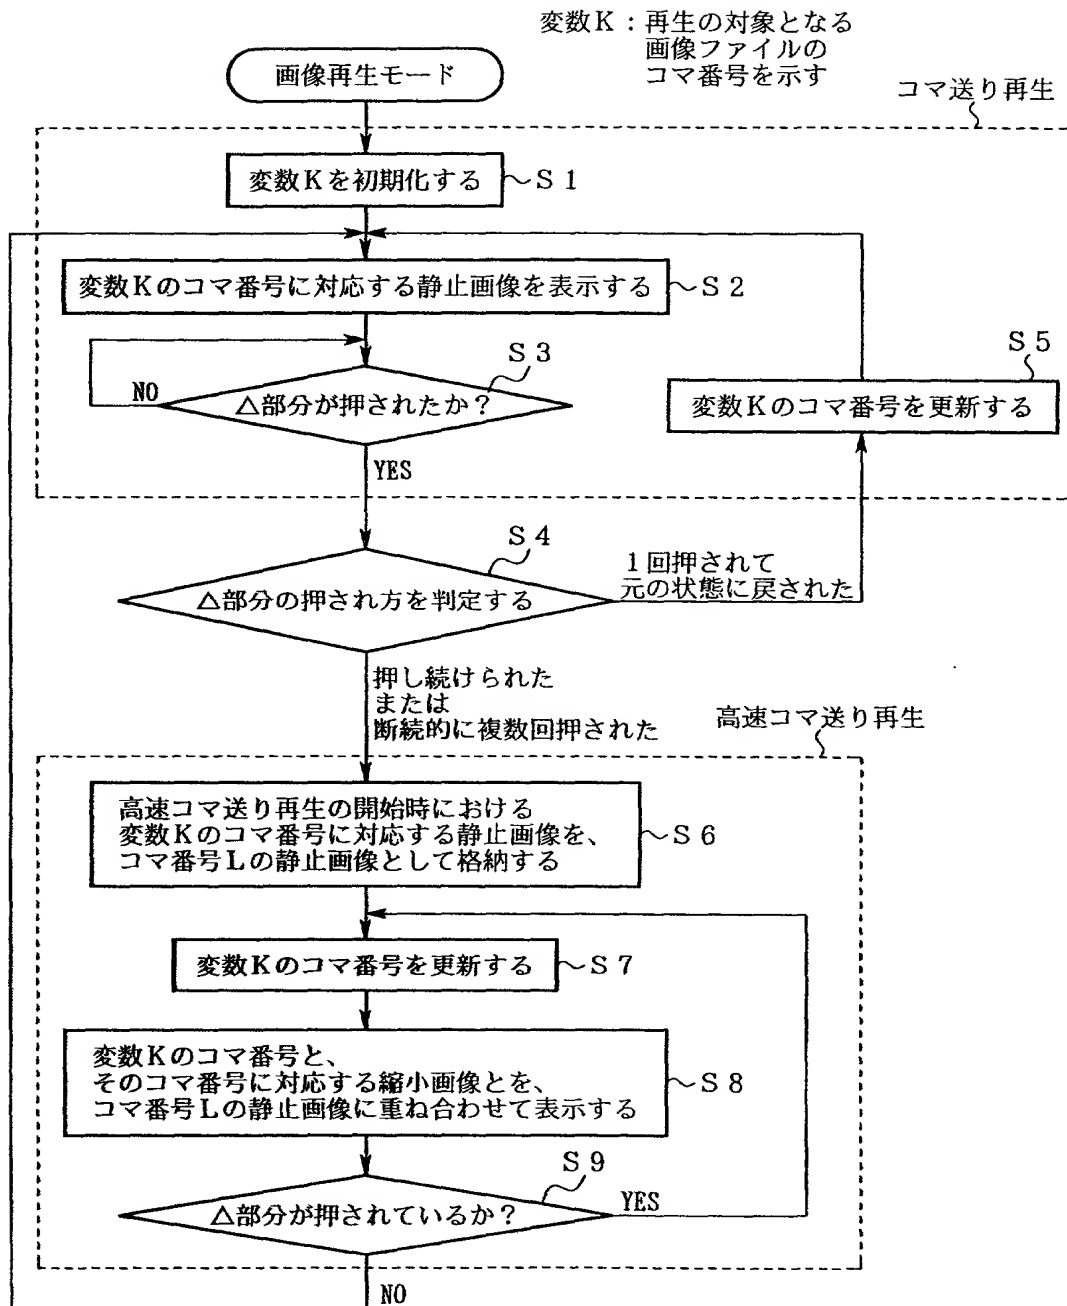 変数K：再生の対象となる
画像ファイルの
コマ番号を示す
画像再生モード
コマ送り再生
変数Kを初期化する
S1
変数Kのコマ番号に対応する静止画像を表示する
S2
S3
△部分が押されたか？
NO
YES
S5
変数Kのコマ番号を更新する
S4
△部分の押され方を判定する
1回押されて
元の状態に戻された
押し続けられた
または
断続的に複数回押された
高速コマ送り再生
高速コマ送り再生の開始時における
変数Kのコマ番号に対応する静止画像を、
コマ番号Lの静止画像として格納する
S6
変数Kのコマ番号を更新する
S7
変数Kのコマ番号と、
そのコマ番号に対応する縮小画像とを、
コマ番号Lの静止画像に重ね合わせて表示する
S8
S9
△部分が押されているか？
YES
NO